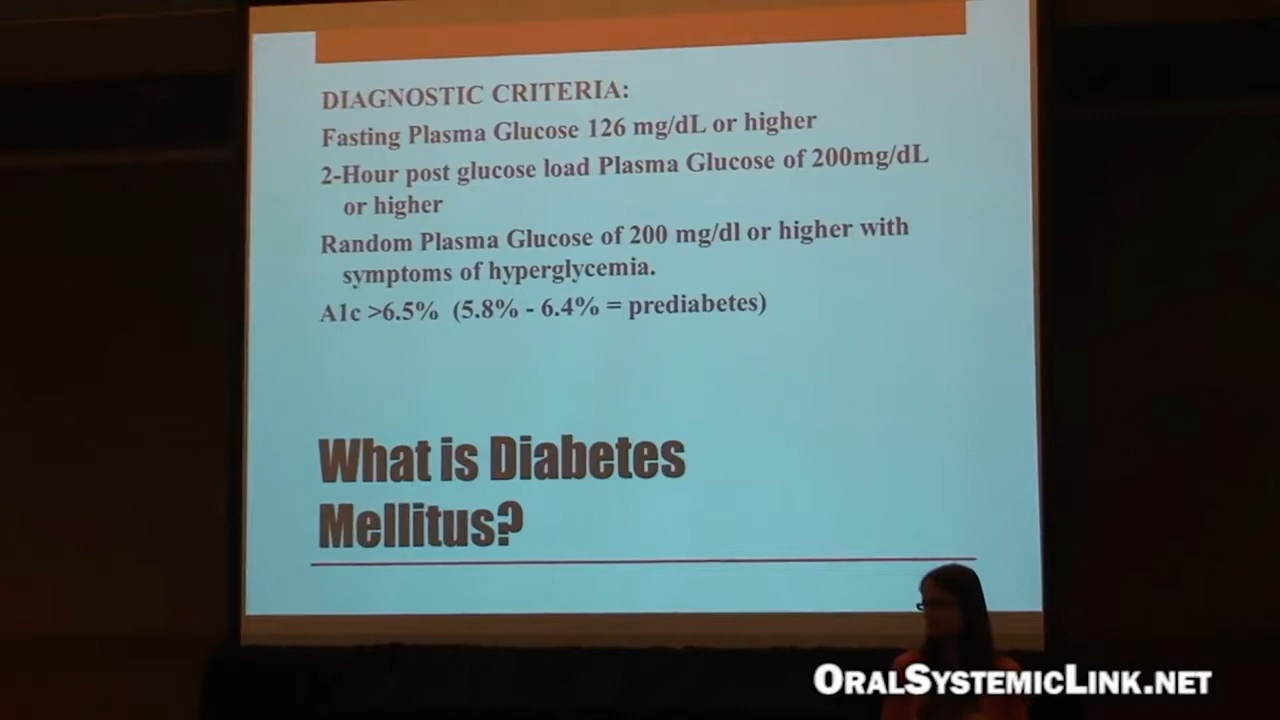 DIAGNOSTIC CRITERIA:
Fasting Plasma Glucose 126 mg/dL or higher
2-Hour post glucose load Plasma Glucose of 200mg/dL
or higher
Random Plasma Glucose of 200 mg/dl or higher with
symptoms of hyperglycemia.
A1c >6.5% (5.8% - 6.4% = prediabetes)
What is Diabetes
Mellitus?
ORALSYSTEMICLINK.NET